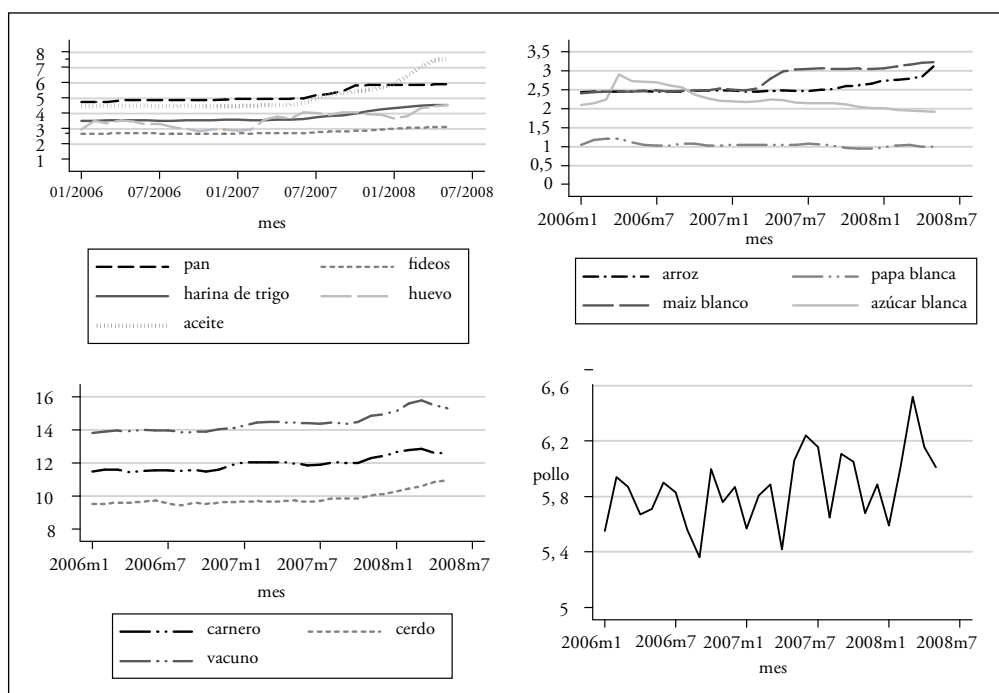 8
7
6
5
4
3
2
1
01/2006 07/2006 01/2007 07/2007 01/2008 07/2008
mes
pan fideos
harina de trigo huevo
aceite
3,5
3
2.5
2
1,5
1
0,5
0
2006m1 2006m7 2007m1 2007m7 2008m1 2008m7
mes
arroz papa blanca
maiz blanco azúcar blanca
16
14
12
10
8
2006m1 2006m7 2007m1 2007m7 2008m1 2008m7
mes
carnero cerdo
vacuno
6,6
6,2
pollo
5,8
5,4
5
2006m1 2006m7 2007m1 2007m7 2008m1 2008m7
mes